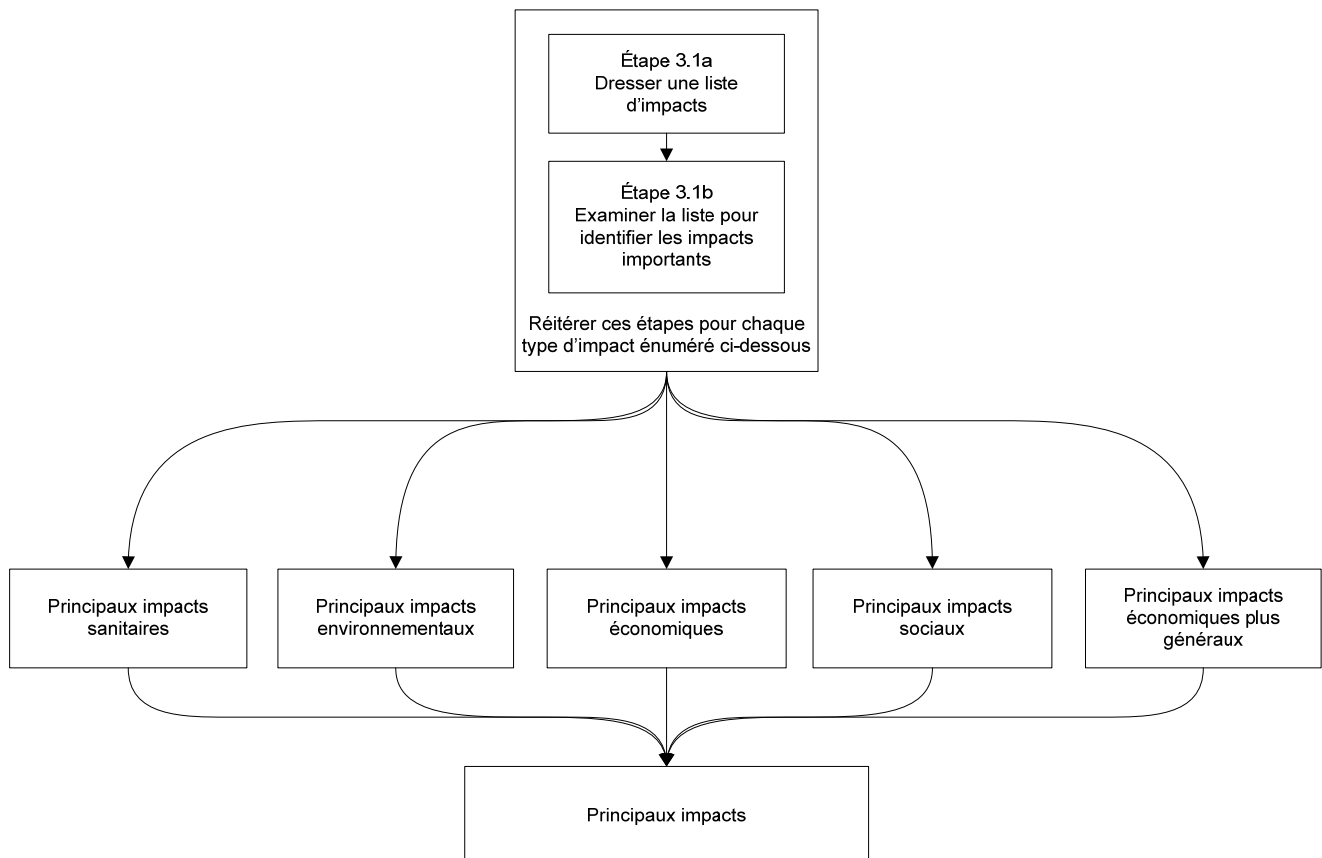 Étape 3.1a
Dresser une liste
d’impacts
Étape 3.1b
Examiner la liste pour
identifier les impacts
importants
Réitérer ces étapes pour chaque
type d’impact énuméré ci-dessous
Principaux impacts
sanitaires
Principaux impacts
environnementaux
Principaux impacts
économiques
Principaux impacts
sociaux
Principaux impacts
économiques plus
généraux
Principaux impacts